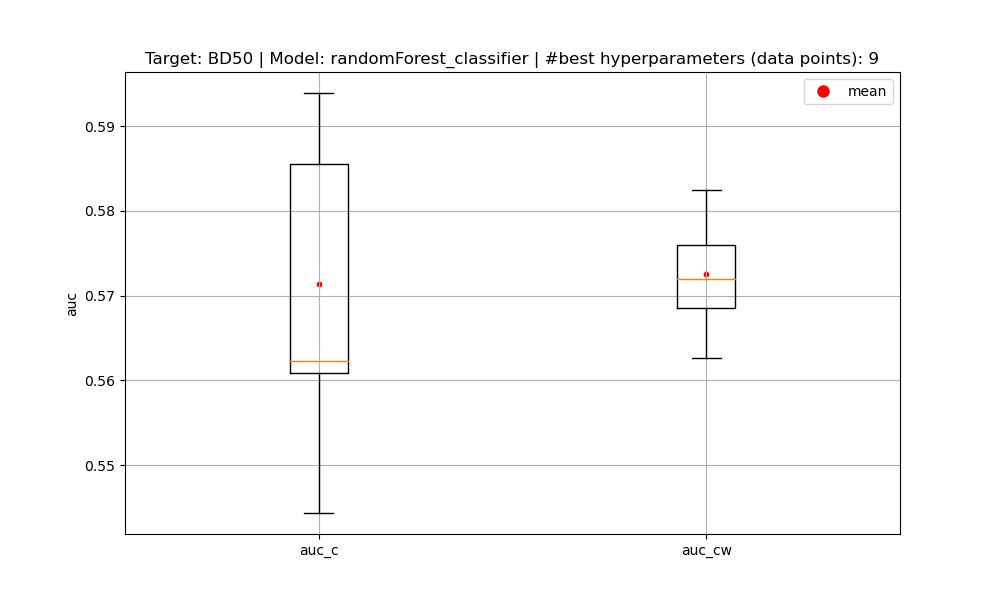 Target: BD50 | Model: randomForest_classifier | #best hyperparameters (data points): 9
mean
0.59
0.58
0.57
0.56
0.55
auc
auc_c
auc_cw